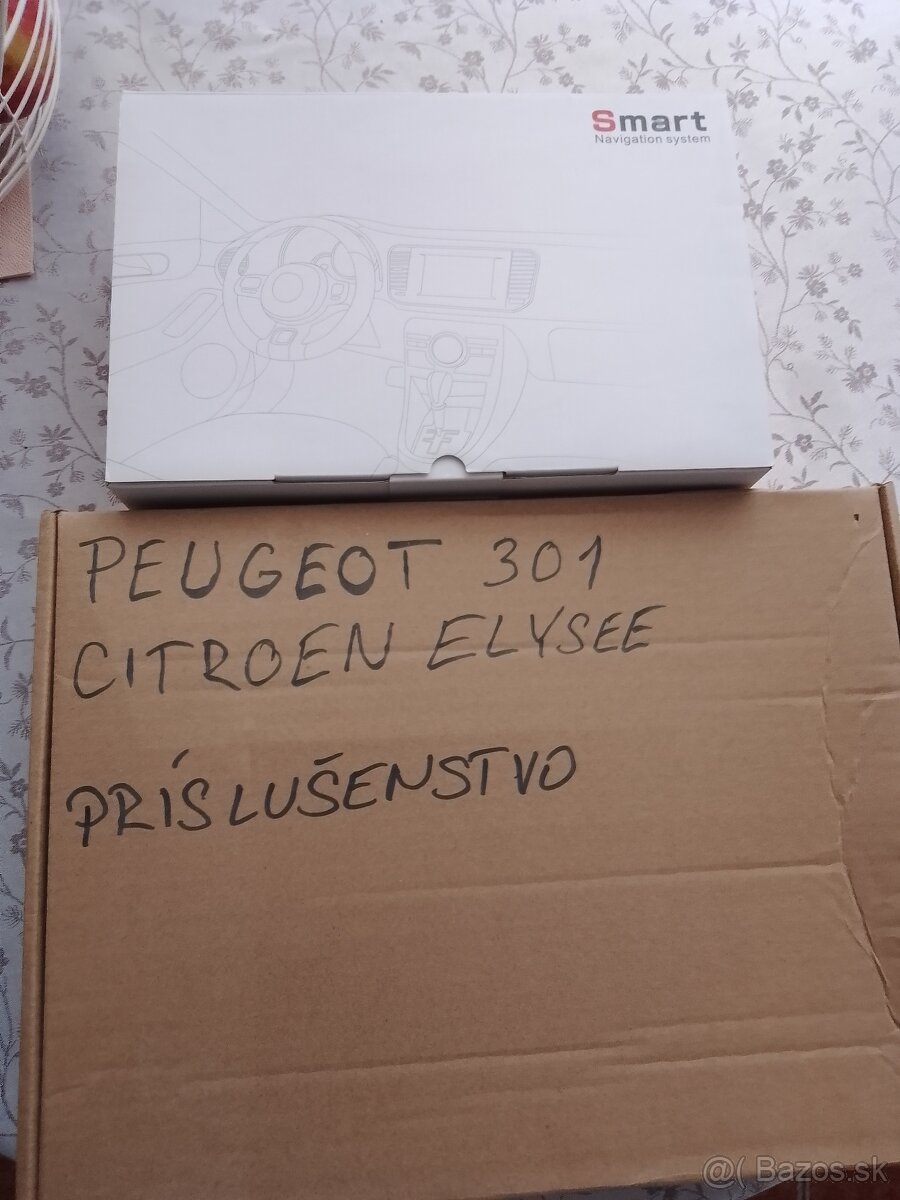 Smart
Navigation system
PEUGEOT 301
CITROEN ELYSEE
PRÍSLUŠENSTVO
@( Bazos.sk